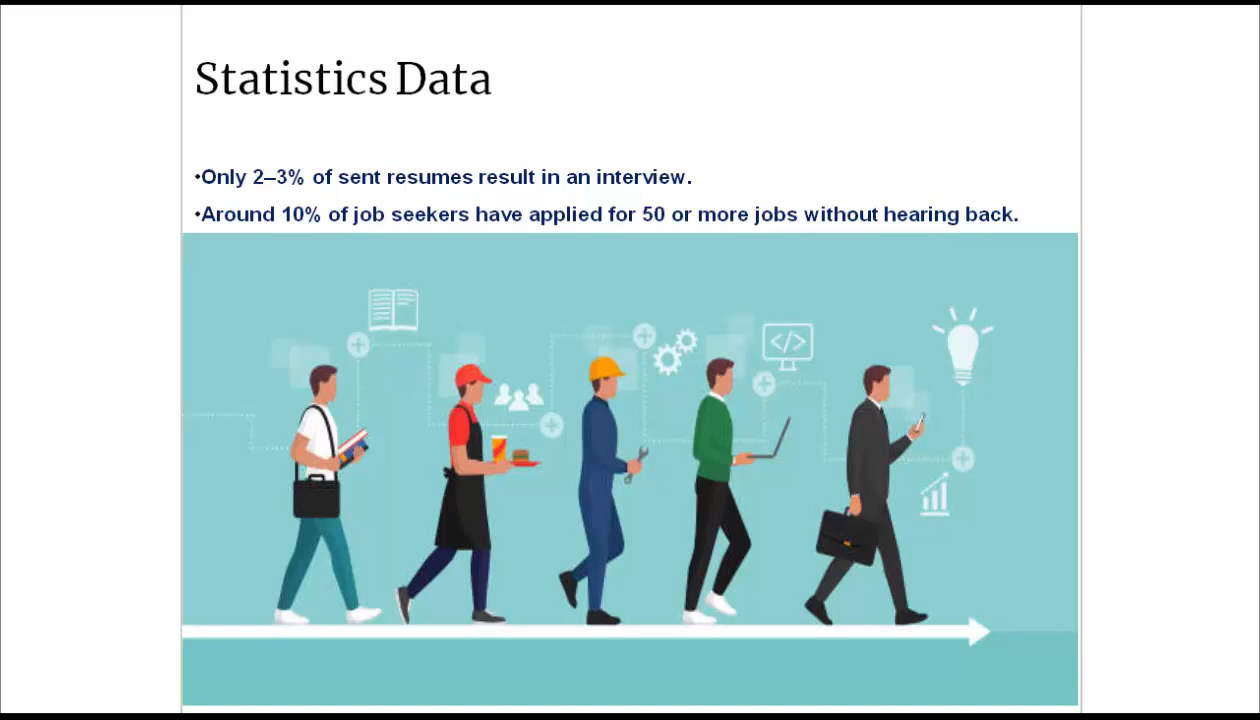 Statistics Data
•Only 2–3% of sent resumes result in an interview.
•Around 10% of job seekers have applied for 50 or more jobs without hearing back.
</>